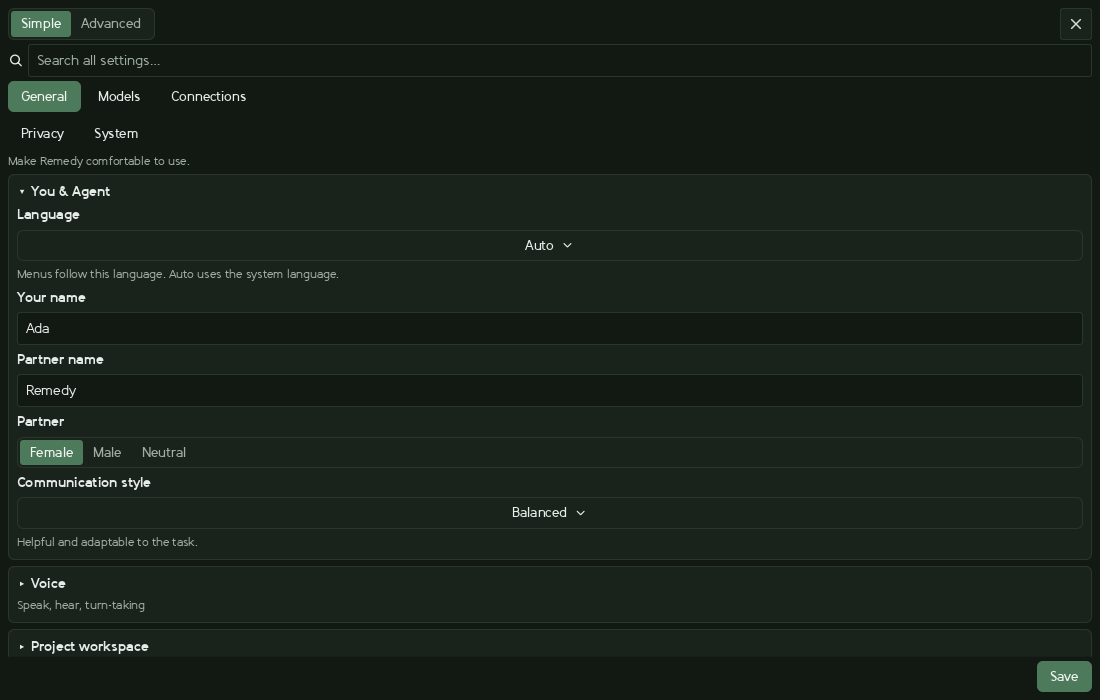 Simple Advanced
Search all settings...
General Models Connections
Privacy System
Make Remedy comfortable to use.
You & Agent
Language
Auto
Menus follow this language. Auto uses the system language.
Your name
Ada
Partner name
Remedy
Partner
Female Male Neutral
Communication style
Balanced
Helpful and adaptable to the task.
Voice
Speak, hear, turn-taking
Project workspace
Save